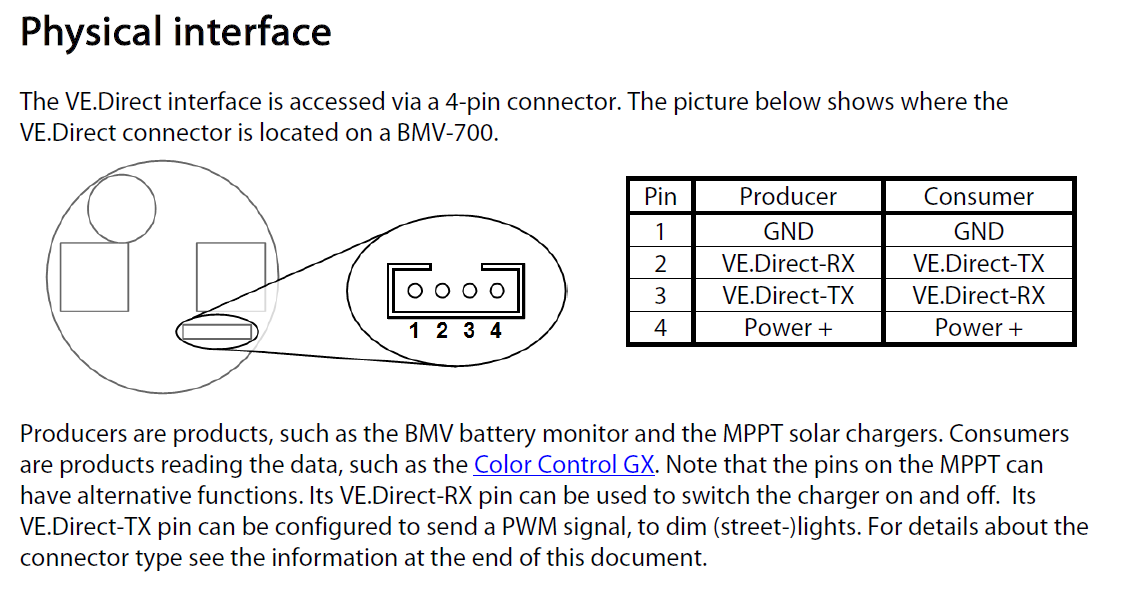 Physical interface
The VE.Direct interface is accessed via a 4-pin connector. The picture below shows where the
VE.Direct connector is located on a BMV-700.
1 2 3 4
Pin Producer Consumer
1 GND GND
2 VE.Direct-RX VE.Direct-TX
3 VE.Direct-TX VE.Direct-RX
4 Power + Power +
Producers are products, such as the BMV battery monitor and the MPPT solar chargers. Consumers
are products reading the data, such as the Color Control GX. Note that the pins on the MPPT can
have alternative functions. Its VE.Direct-RX pin can be used to switch the charger on and off.  Its
VE.Direct-TX pin can be configured to send a PWM signal, to dim (street-)lights. For details about the
connector type see the information at the end of this document.